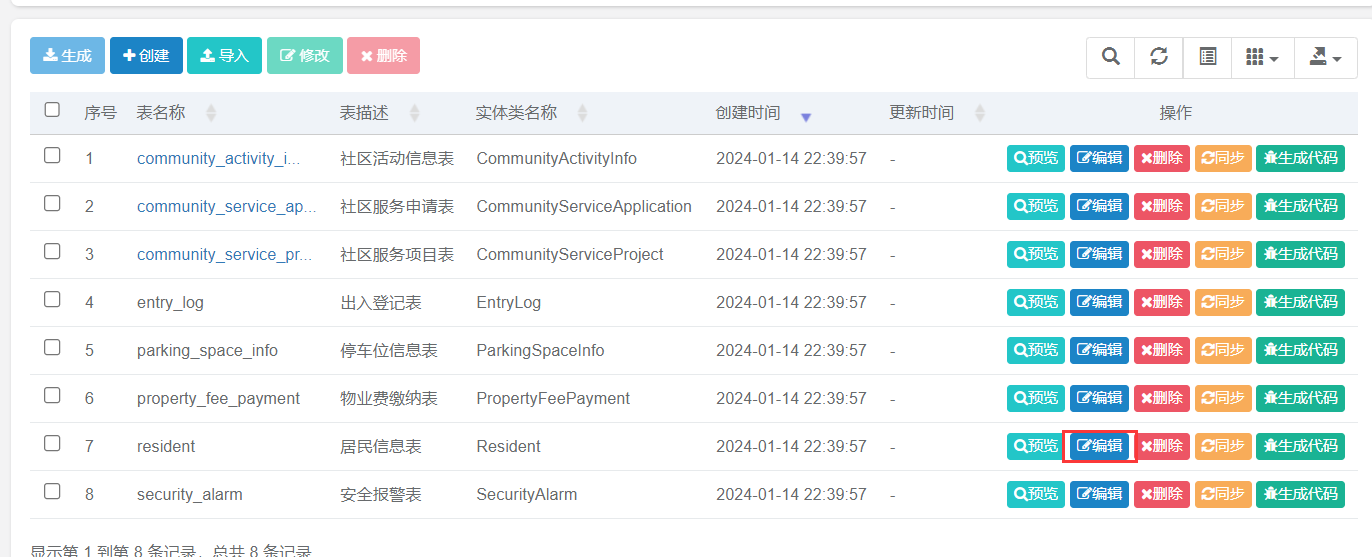 生成 创建 导入 修改 删除
序号 表名称 表描述 实体类名称 创建时间 更新时间 操作
1 community_activity_i... 社区活动信息表 CommunityActivityInfo 2024-01-14 22:39:57 - 预览 编辑 删除 同步 生成代码
2 community_service_ap... 社区服务申请表 CommunityServiceApplication 2024-01-14 22:39:57 - 预览 编辑 删除 同步 生成代码
3 community_service_pr... 社区服务项目表 CommunityServiceProject 2024-01-14 22:39:57 - 预览 编辑 删除 同步 生成代码
4 entry_log 出入登记表 EntryLog 2024-01-14 22:39:57 - 预览 编辑 删除 同步 生成代码
5 parking_space_info 停车位信息表 ParkingSpaceInfo 2024-01-14 22:39:57 - 预览 编辑 删除 同步 生成代码
6 property_fee_payment 物业费缴纳表 PropertyFeePayment 2024-01-14 22:39:57 - 预览 编辑 删除 同步 生成代码
7 resident 居民信息表 Resident 2024-01-14 22:39:57 - 预览 编辑 删除 同步 生成代码
8 security_alarm 安全报警表 SecurityAlarm 2024-01-14 22:39:57 - 预览 编辑 删除 同步 生成代码
显示第 1 到第 8 条记录，总共 8 条记录